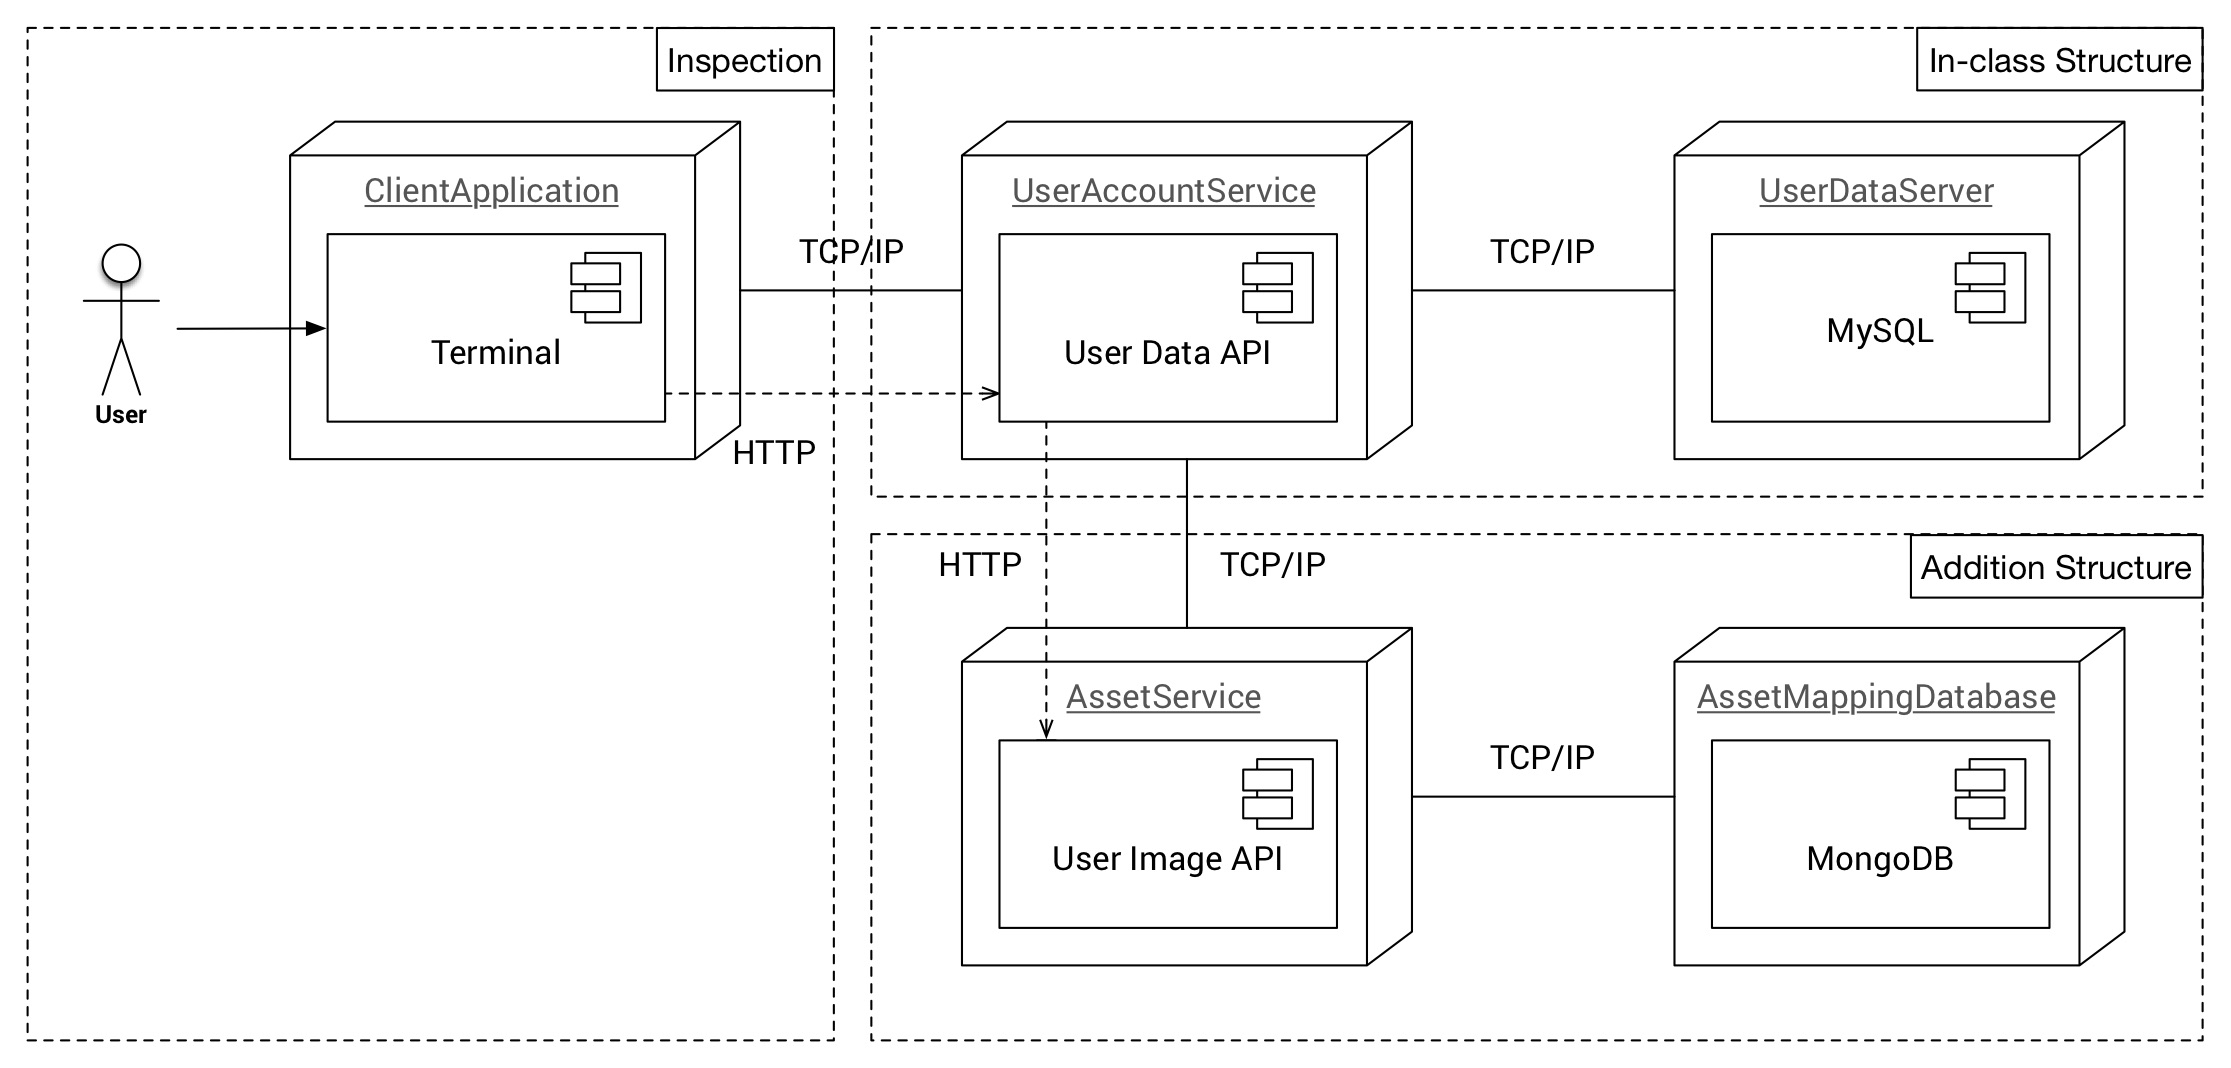 Inspection
In-class Structure
ClientApplication
UserAccountService
UserDataServer
TCP/IP
TCP/IP
Terminal
User Data API
MySQL
User
HTTP
HTTP
TCP/IP
Addition Structure
AssetService
AssetMappingDatabase
TCP/IP
User Image API
MongoDB